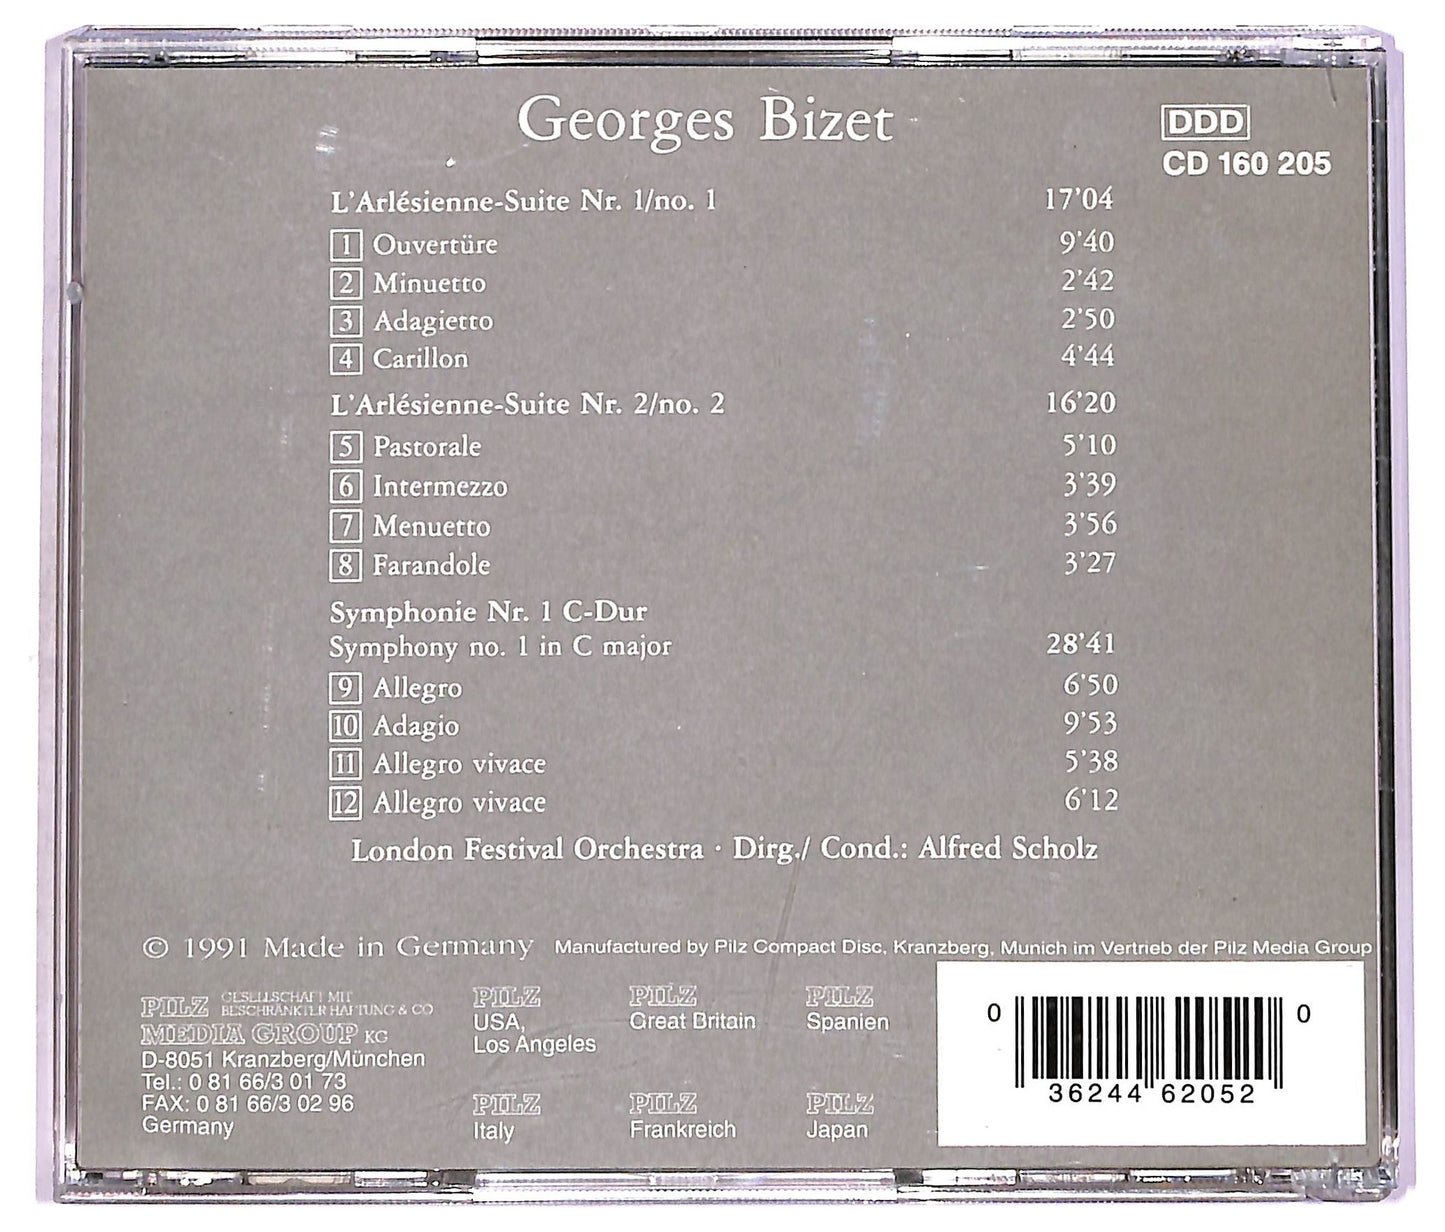 Georges Bizet
DDD
CD 160 205
L'Arlésienne-Suite Nr. 1/no. 1 17'04
1 Ouvertüre 9'40
2 Minuetto 2'42
3 Adagietto 2'50
4 Carillon 4'44
L'Arlésienne-Suite Nr. 2/no. 2 16'20
5 Pastorale 5'10
6 Intermezzo 3'39
7 Menuetto 3'56
8 Farandole 3'27
Symphonie Nr. 1 C-Dur
Symphony no. 1 in C major 28'41
9 Allegro 6'50
10 Adagio 9'53
11 Allegro vivace 5'38
12 Allegro vivace 6'12
London Festival Orchestra · Dirg./ Cond.: Alfred Scholz
© 1991 Made in Germany Manufactured by Pilz Compact Disc, Kranzberg, Munich im Vertrieb der Pilz Media Group
PILZ GESELLSCHAFT MIT
BESCHRÄNKTER HAFTUNG & CO
MEDIA GROUP KG
D-8051 Kranzberg/München
Tel.: 0 81 66/3 01 73
FAX: 0 81 66/3 02 96
Germany
PILZ
USA,
Los Angeles
PILZ
Great Britain
PILZ
Spanien
PILZ
Italy
PILZ
Frankreich
PILZ
Japan
0 36244 62052 0